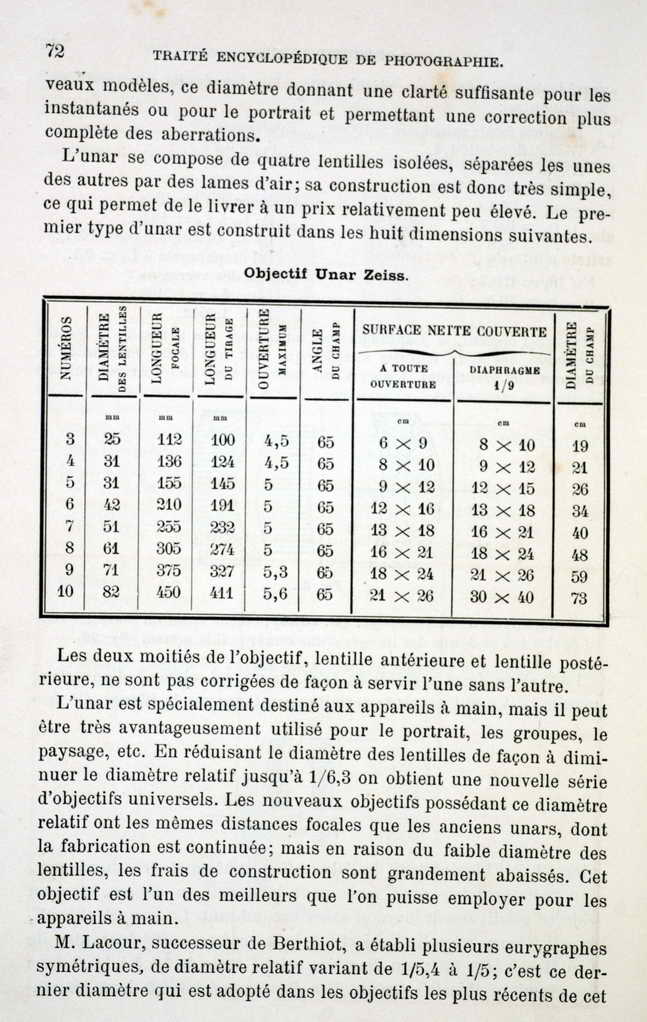 72
TRAITÉ ENCYCLOPÉDIQUE DE PHOTOGRAPHIE.
veaux modèles, ce diamètre donnant une clarté suffisante pour les
instantanés ou pour le portrait et permettant une correction plus
complète des aberrations.
L'unar se compose de quatre lentilles isolées, séparées les unes
des autres par des lames d'air; sa construction est donc très simple,
ce qui permet de le livrer à un prix relativement peu élevé. Le pre-
mier type d'unar est construit dans les huit dimensions suivantes.
Objectif Unar Zeiss.
NUMÉROS
DIAMÈTRE
DES LENTILLES
LONGUEUR
FOCALE
LONGUEUR
DU TIRAGE
OUVERTURE
MAXIMUM
ANGLE
DU CHAMP
SURFACE NETTE COUVERTE
A TOUTE
OUVERTURE
DIAPHRAGME
1/9
DIAMÈTRE
DU CHAMP
mm mm mm cm cm cm
3 25 112 100 4,5 65 6 × 9 8 × 10 19
4 31 136 124 4,5 65 8 × 10 9 × 12 21
5 31 155 145 5 65 9 × 12 12 × 15 26
6 42 210 191 5 65 12 × 16 13 × 18 34
7 51 255 232 5 65 13 × 18 16 × 21 40
8 61 305 274 5 65 16 × 21 18 × 24 48
9 71 375 327 5,3 65 18 × 24 21 × 26 59
10 82 450 411 5,6 65 21 × 26 30 × 40 73
Les deux moitiés de l'objectif, lentille antérieure et lentille posté-
rieure, ne sont pas corrigées de façon à servir l'une sans l'autre.
L'unar est spécialement destiné aux appareils à main, mais il peut
être très avantageusement utilisé pour le portrait, les groupes, le
paysage, etc. En réduisant le diamètre des lentilles de façon à dimi-
nuer le diamètre relatif jusqu'à 1/6,3 on obtient une nouvelle série
d'objectifs universels. Les nouveaux objectifs possédant ce diamètre
relatif ont les mêmes distances focales que les anciens unars, dont
la fabrication est continuée; mais en raison du faible diamètre des
lentilles, les frais de construction sont grandement abaissés. Cet
objectif est l'un des meilleurs que l'on puisse employer pour les
appareils à main.
M. Lacour, successeur de Berthiot, a établi plusieurs eurygraphes
symétriques, de diamètre relatif variant de 1/5,4 à 1/5; c'est ce der-
nier diamètre qui est adopté dans les objectifs les plus récents de cet